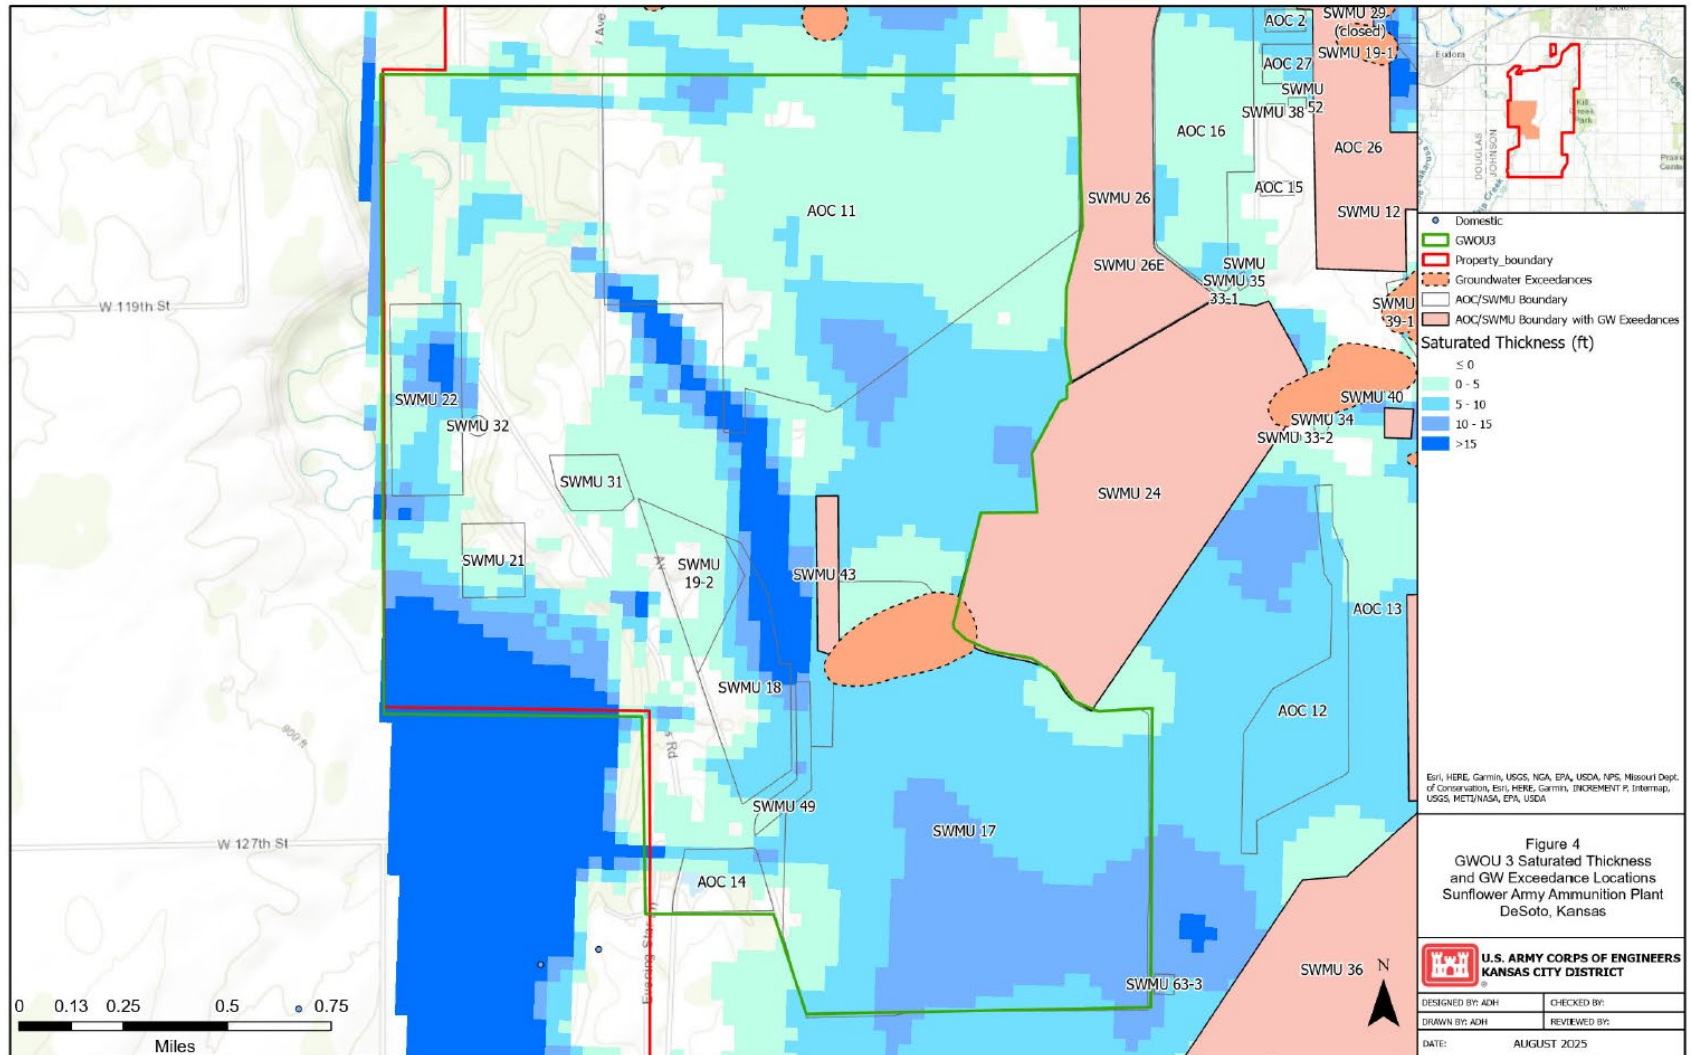 AOC 2
SWMU 29
(closed)
SWMU 19-1
AOC 27
SWMU
52
SWMU 38
AOC 16
AOC 26
AOC 15
SWMU 26
SWMU 12
AOC 11
W 119th St
SWMU 26E
SWMU
SWMU 35
33-1
SWMU
39-1
SWMU 22
SWMU 32
SWMU 40
SWMU 34
SWMU 33-2
SWMU 31
SWMU 24
SWMU 21
SWMU
19-2
SWMU 43
AOC 13
SWMU 18
AOC 12
900 ft
s Rd
SWMU 49
SWMU 17
W 127th St
AOC 14
SWMU 36
SWMU 63-3
N
0 0.13 0.25 0.5 0.75
Miles
Eudora
Kill
Creek
Park
DOUGLAS
JOHNSON
Domestic
GWOU3
Property_boundary
Groundwater Exceedances
AOC/SWMU Boundary
AOC/SWMU Boundary with GW Exeedances
Saturated Thickness (ft)
≤ 0
0 - 5
5 - 10
10 - 15
>15
Esri, HERE, Garmin, USGS, NGA, EPA, USDA, NPS, Missouri Dept.
of Conservation, Esri, HERE, Garmin, INCREMENT P, Intermap,
USGS, METI/NASA, EPA, USDA
Figure 4
GWOU 3 Saturated Thickness
and GW Exceedance Locations
Sunflower Army Ammunition Plant
DeSoto, Kansas
U.S. ARMY CORPS OF ENGINEERS
KANSAS CITY DISTRICT
DESIGNED BY: ADH CHECKED BY:
DRAWN BY: ADH REVIEWED BY:
DATE: AUGUST 2025